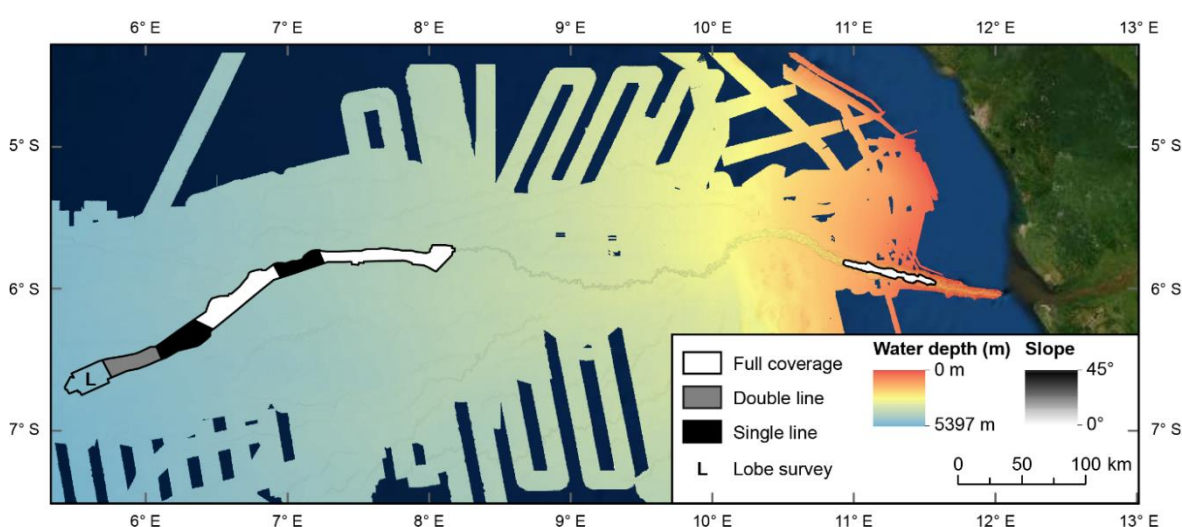 6° E 7° E 8° E 9° E 10° E 11° E 12° E 13° E
5° S 5° S
6° S 6° S
L
Water depth (m) Slope
Full coverage 0 m 45°
Double line
5397 m 0°
Single line
7° S 7° S
L Lobe survey 0 50 100 km
6° E 7° E 8° E 9° E 10° E 11° E 12° E 13° E